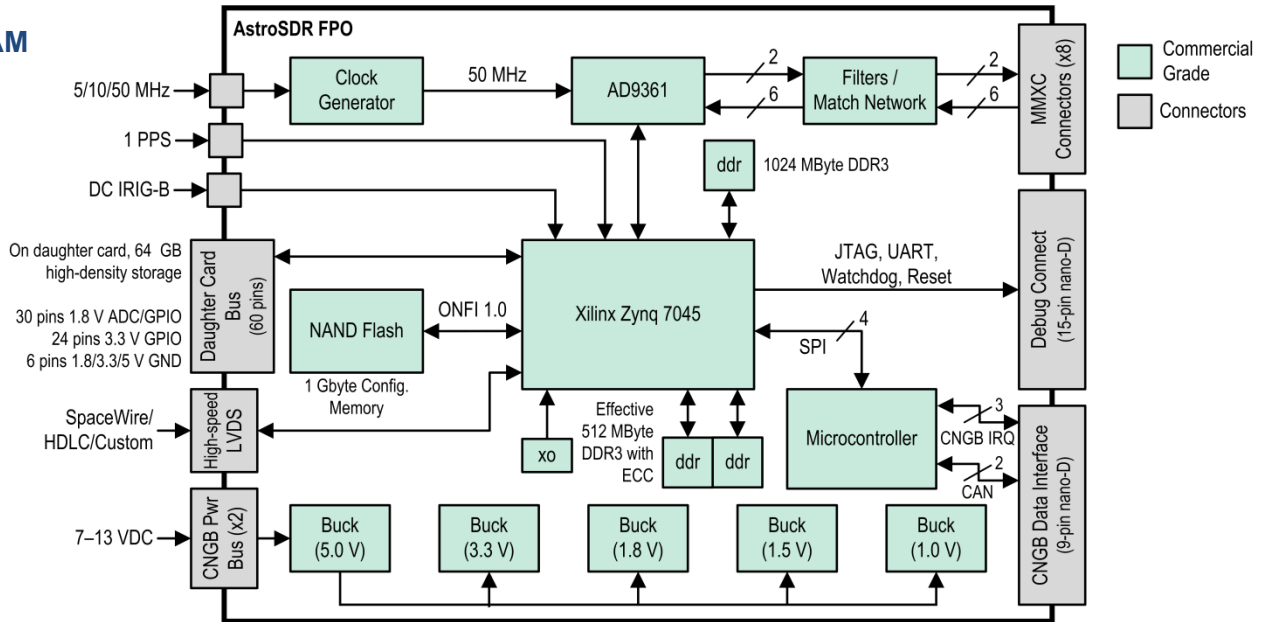 AM
AstroSDR FPO
5/10/50 MHz
Clock
Generator
50 MHz
AD9361
2
6
Filters /
Match Network
2
6
MMXC
Connectors (x8)
Commercial
Grade
Connectors
1 PPS
DC IRIG-B
ddr
1024 MByte DDR3
On daughter card, 64 GB
high-density storage
30 pins 1.8 V ADC/GPIO
24 pins 3.3 V GPIO
6 pins 1.8/3.3/5 V GND
Daughter Card
Bus
(60 pins)
NAND Flash
ONFI 1.0
1 Gbyte Config.
Memory
Xilinx Zynq 7045
JTAG, UART,
Watchdog, Reset
Debug Connect
(15-pin nano-D)
4
SPI
SpaceWire/
HDLC/Custom
High-speed
LVDS
xo
Effective
512 MByte
DDR3 with
ECC
ddr
ddr
Microcontroller
3
CNGB IRQ
2
CAN
CNGB Data Interface
(9-pin nano-D)
7–13 VDC
CNGB Pwr
Bus (x2)
Buck
(5.0 V)
Buck
(3.3 V)
Buck
(1.8 V)
Buck
(1.5 V)
Buck
(1.0 V)